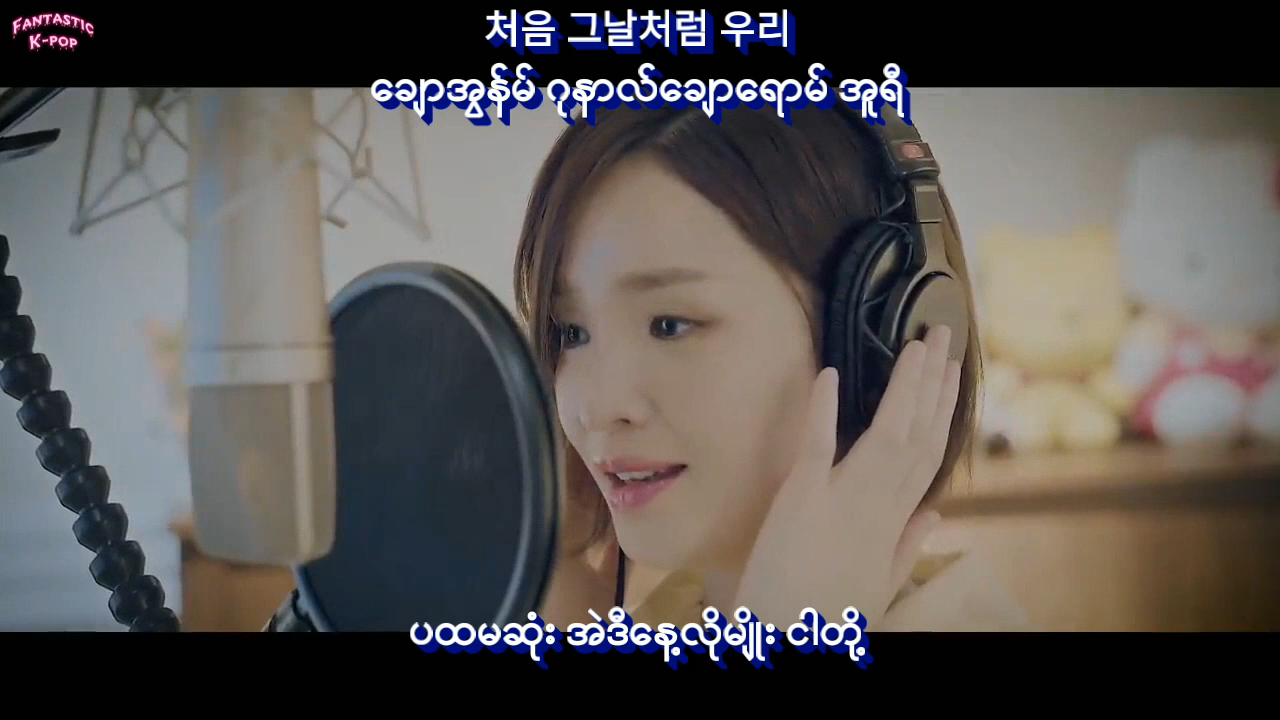 FANTASTIC
K-POP
처음 그날처럼 우리
ချောအွန်မ် ဂုနာလ်ချောရောမ် အူရီ
ပထမဆုံး အဲဒီနေ့လိုမျိုး ငါတို့